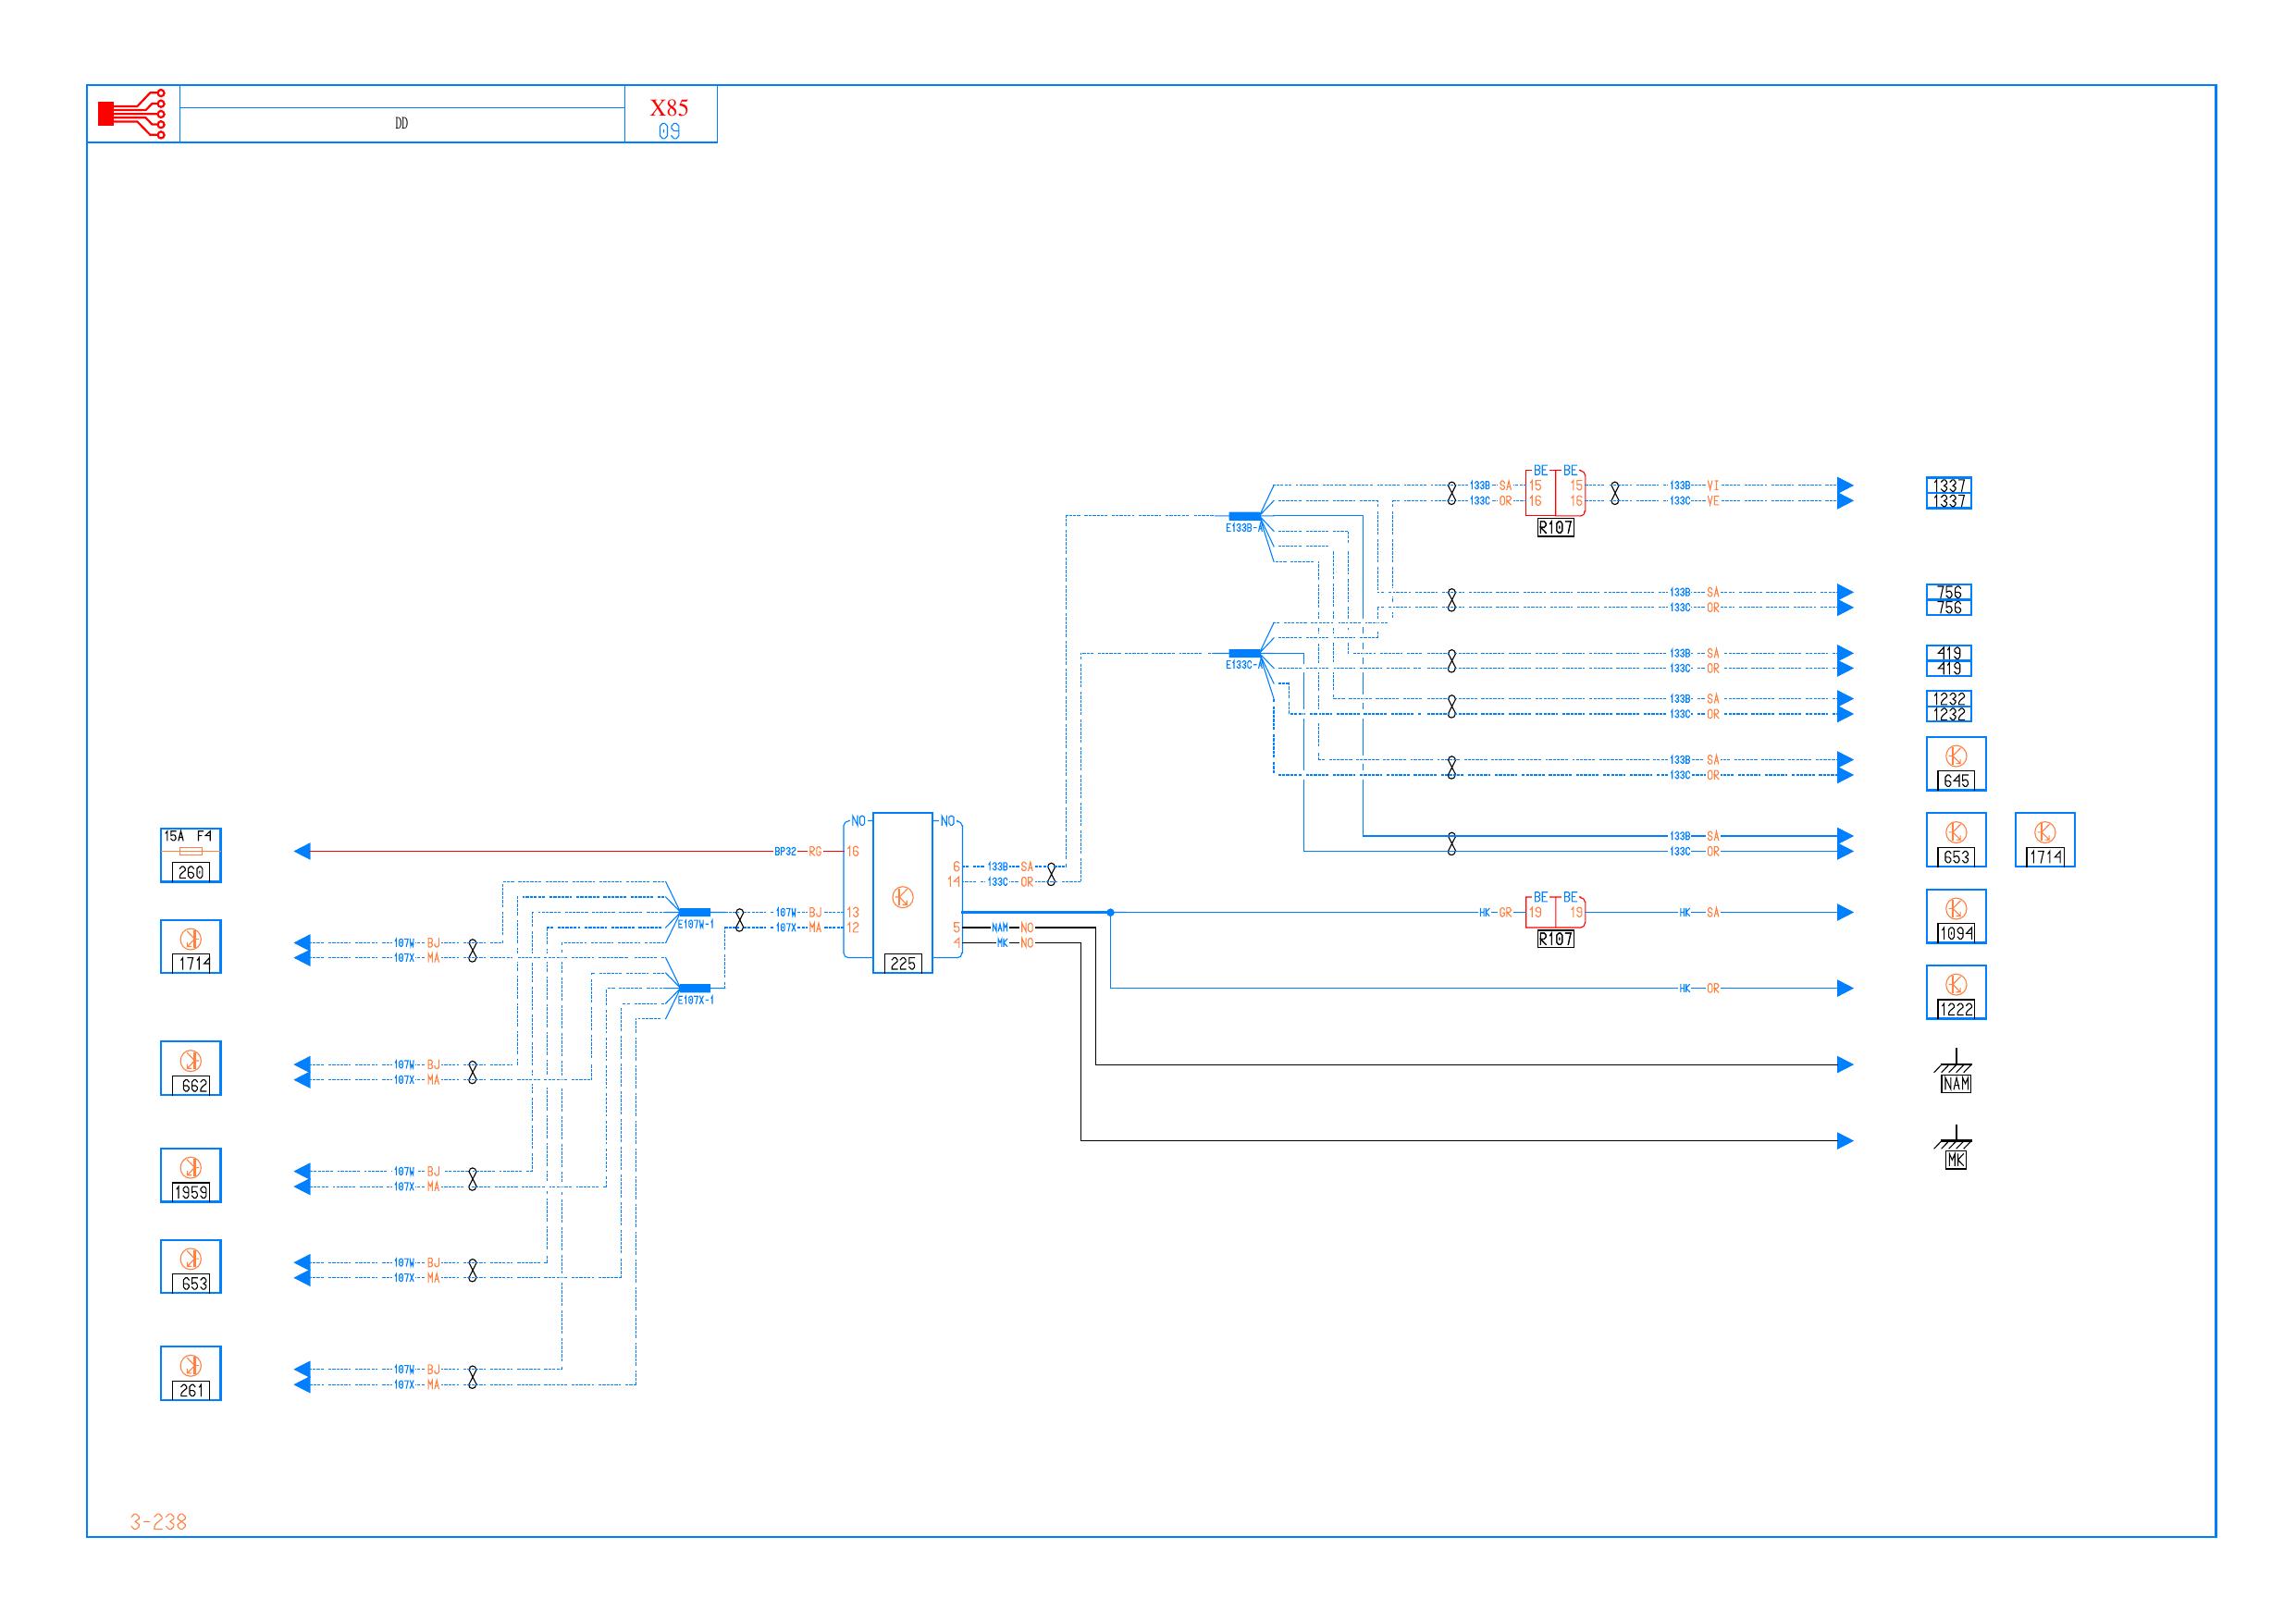 X85
DD
09
BE BE
133B SA 15 15 133B VI 1337
133C OR 16 16 133C VE 1337
E133B-A
R107
133B SA 756
133C OR 756
133B SA 419
E133C-A 133C OR 419
133B SA 1232
133C OR 1232
133B SA
133C OR 645
NO NO
15A F4 133B SA
BP32 RG 16 133C OR 653 1714
260 6 133B SA
14 133C OR
BE BE
107W BJ 13 HK GR 19 19 HK SA
E107W-1 107X MA 12 5 NAM NO 1094
107W BJ 4 MK NO R107
107X MA 1714 225
HK OR
E107X-1 1222
107W BJ
107X MA 662 NAM
107W BJ MK
107X MA 1959
107W BJ
107X MA 653
107W BJ
107X MA 261
3-238